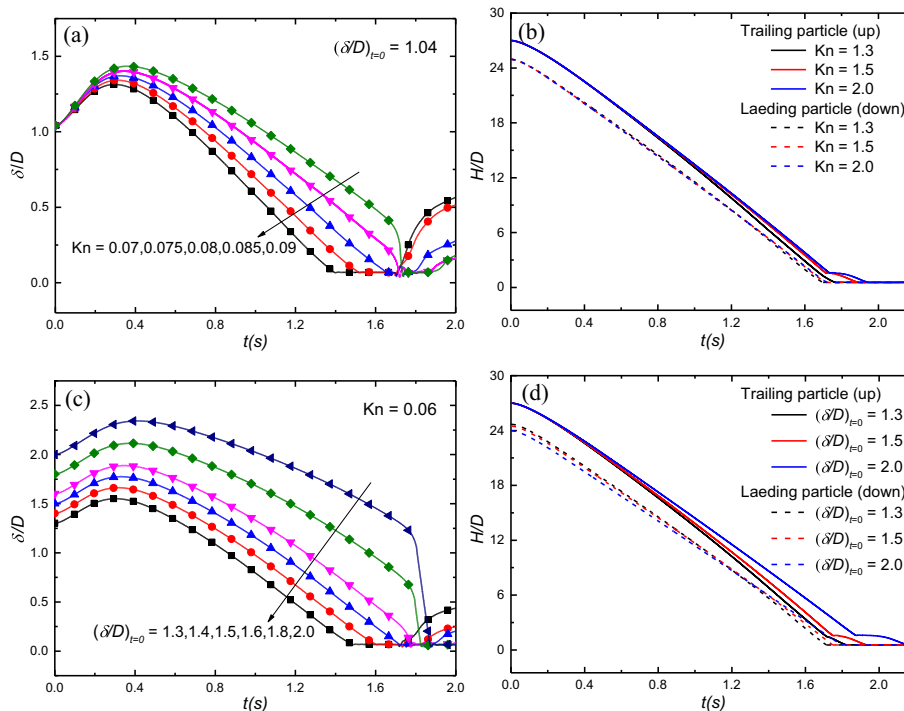 (a)
(δ/D)t=0 = 1.04
Kn = 0.07,0.075,0.08,0.085,0.09
δ/D
1.5
1.0
0.5
0.0
0.0 0.4 0.8 1.2 1.6 2.0
t(s)
(b)
Trailing particle (up)
Kn = 1.3
Kn = 1.5
Kn = 2.0
Laeding particle (down)
Kn = 1.3
Kn = 1.5
Kn = 2.0
H/D
30
24
18
12
6
0
0.0 0.4 0.8 1.2 1.6 2.0
t(s)
(c)
Kn = 0.06
(δ/D)t=0 = 1.3,1.4,1.5,1.6,1.8,2.0
δ/D
2.5
2.0
1.5
1.0
0.5
0.0
0.0 0.4 0.8 1.2 1.6 2.0
t(s)
(d)
Trailing particle (up)
(δ/D)t=0 = 1.3
(δ/D)t=0 = 1.5
(δ/D)t=0 = 2.0
Laeding particle (down)
(δ/D)t=0 = 1.3
(δ/D)t=0 = 1.5
(δ/D)t=0 = 2.0
H/D
30
24
18
12
6
0
0.0 0.4 0.8 1.2 1.6 2.0
t(s)